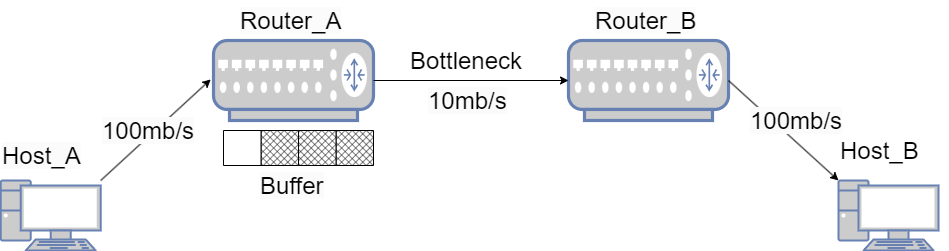 Router_A
Router_B
Bottleneck
10mb/s
100mb/s
100mb/s
Host_A
Host_B
Buffer